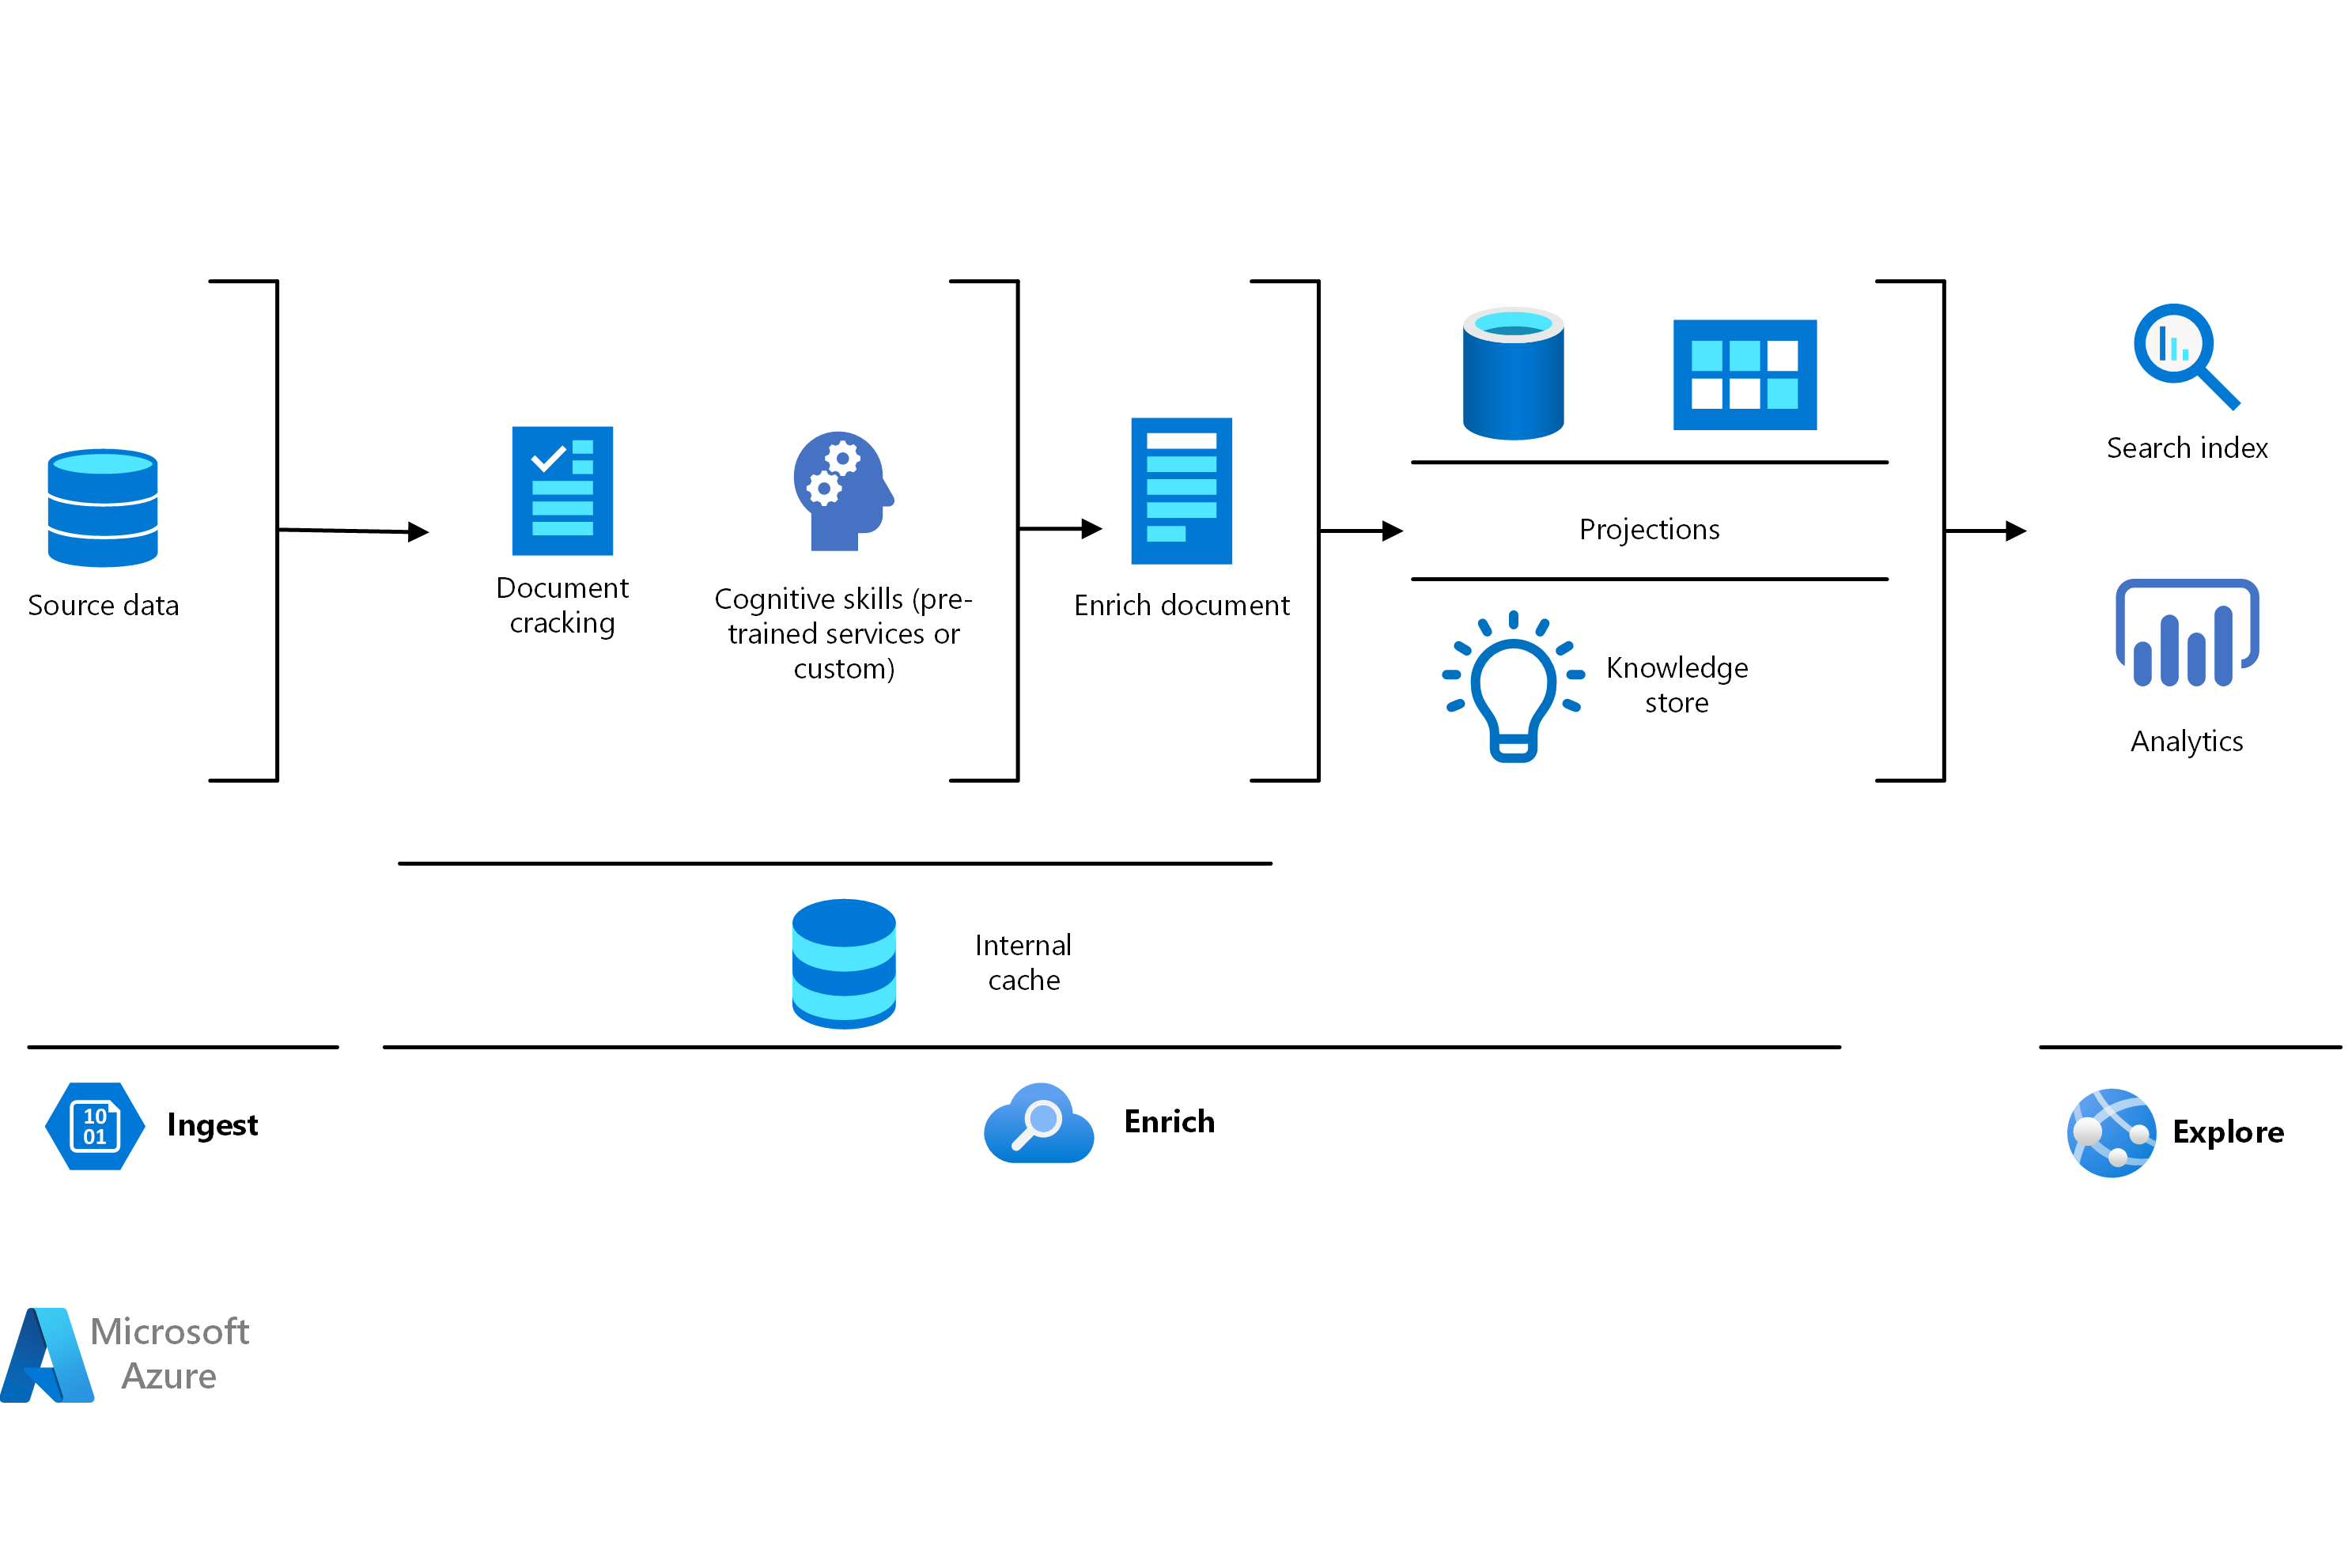 Source data
Document
cracking
Cognitive skills (pre-
trained services or
custom)
Enrich document
Projections
Knowledge
store
Search index
Analytics
Internal
cache
10
01
Ingest
Enrich
Explore
Microsoft
Azure